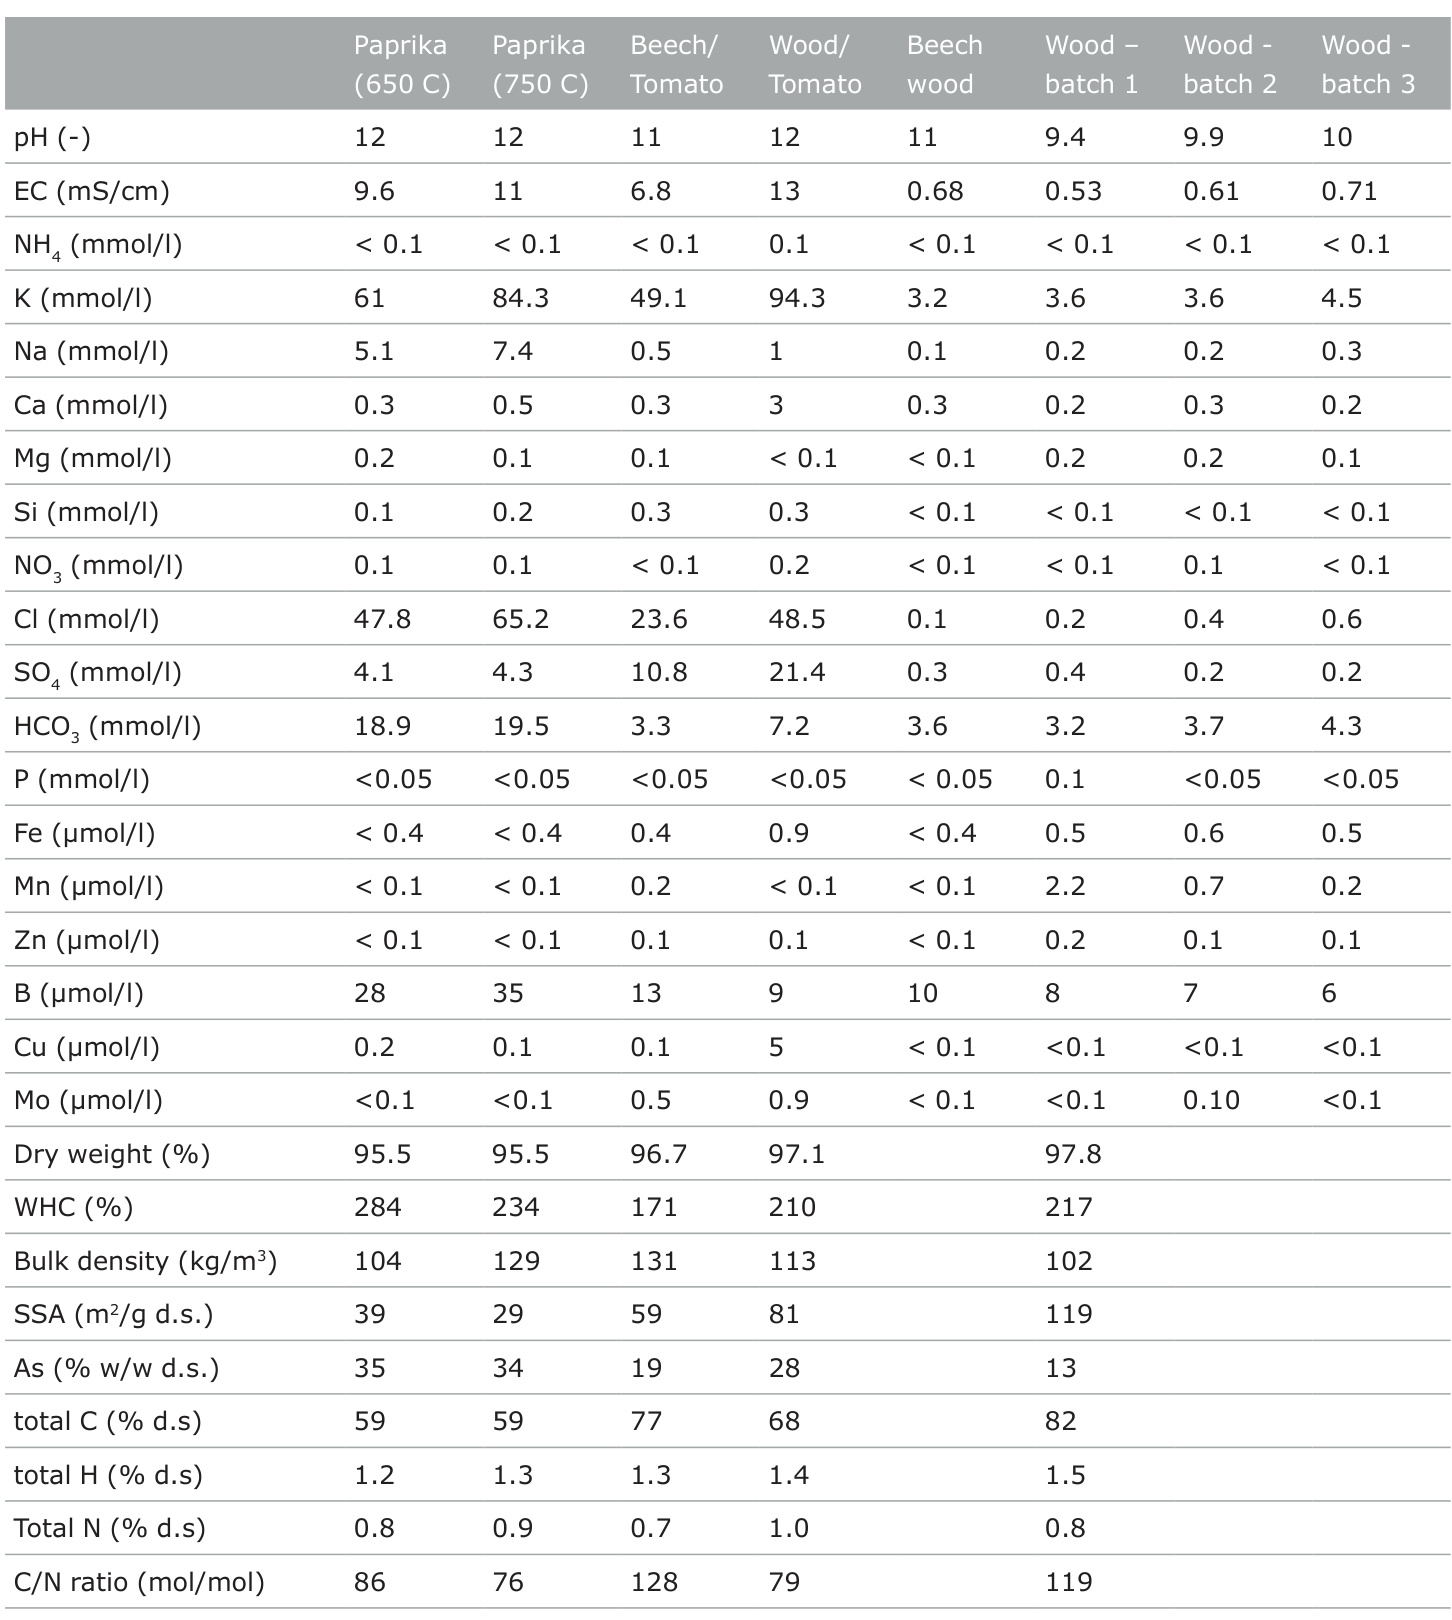 Paprika (650 C) Paprika (750 C) Beech/ Tomato Wood/ Tomato Beech wood Wood – batch 1 Wood - batch 2 Wood - batch 3
pH (-) 12 12 11 12 11 9.4 9.9 10
EC (mS/cm) 9.6 11 6.8 13 0.68 0.53 0.61 0.71
NH4 (mmol/l) < 0.1 < 0.1 < 0.1 0.1 < 0.1 < 0.1 < 0.1 < 0.1
K (mmol/l) 61 84.3 49.1 94.3 3.2 3.6 3.6 4.5
Na (mmol/l) 5.1 7.4 0.5 1 0.1 0.2 0.2 0.3
Ca (mmol/l) 0.3 0.5 0.3 3 0.3 0.2 0.3 0.2
Mg (mmol/l) 0.2 0.1 0.1 < 0.1 < 0.1 0.2 0.2 0.1
Si (mmol/l) 0.1 0.2 0.3 0.3 < 0.1 < 0.1 < 0.1 < 0.1
NO3 (mmol/l) 0.1 0.1 < 0.1 0.2 < 0.1 < 0.1 0.1 < 0.1
Cl (mmol/l) 47.8 65.2 23.6 48.5 0.1 0.2 0.4 0.6
SO4 (mmol/l) 4.1 4.3 10.8 21.4 0.3 0.4 0.2 0.2
HCO3 (mmol/l) 18.9 19.5 3.3 7.2 3.6 3.2 3.7 4.3
P (mmol/l) <0.05 <0.05 <0.05 <0.05 < 0.05 0.1 <0.05 <0.05
Fe (µmol/l) < 0.4 < 0.4 0.4 0.9 < 0.4 0.5 0.6 0.5
Mn (µmol/l) < 0.1 < 0.1 0.2 < 0.1 < 0.1 2.2 0.7 0.2
Zn (µmol/l) < 0.1 < 0.1 0.1 0.1 < 0.1 0.2 0.1 0.1
B (µmol/l) 28 35 13 9 10 8 7 6
Cu (µmol/l) 0.2 0.1 0.1 5 < 0.1 <0.1 <0.1 <0.1
Mo (µmol/l) <0.1 <0.1 0.5 0.9 < 0.1 <0.1 0.10 <0.1
Dry weight (%) 95.5 95.5 96.7 97.1 97.8
WHC (%) 284 234 171 210 217
Bulk density (kg/m³) 104 129 131 113 102
SSA (m²/g d.s.) 39 29 59 81 119
As (% w/w d.s.) 35 34 19 28 13
total C (% d.s) 59 59 77 68 82
total H (% d.s) 1.2 1.3 1.3 1.4 1.5
Total N (% d.s) 0.8 0.9 0.7 1.0 0.8
C/N ratio (mol/mol) 86 76 128 79 119